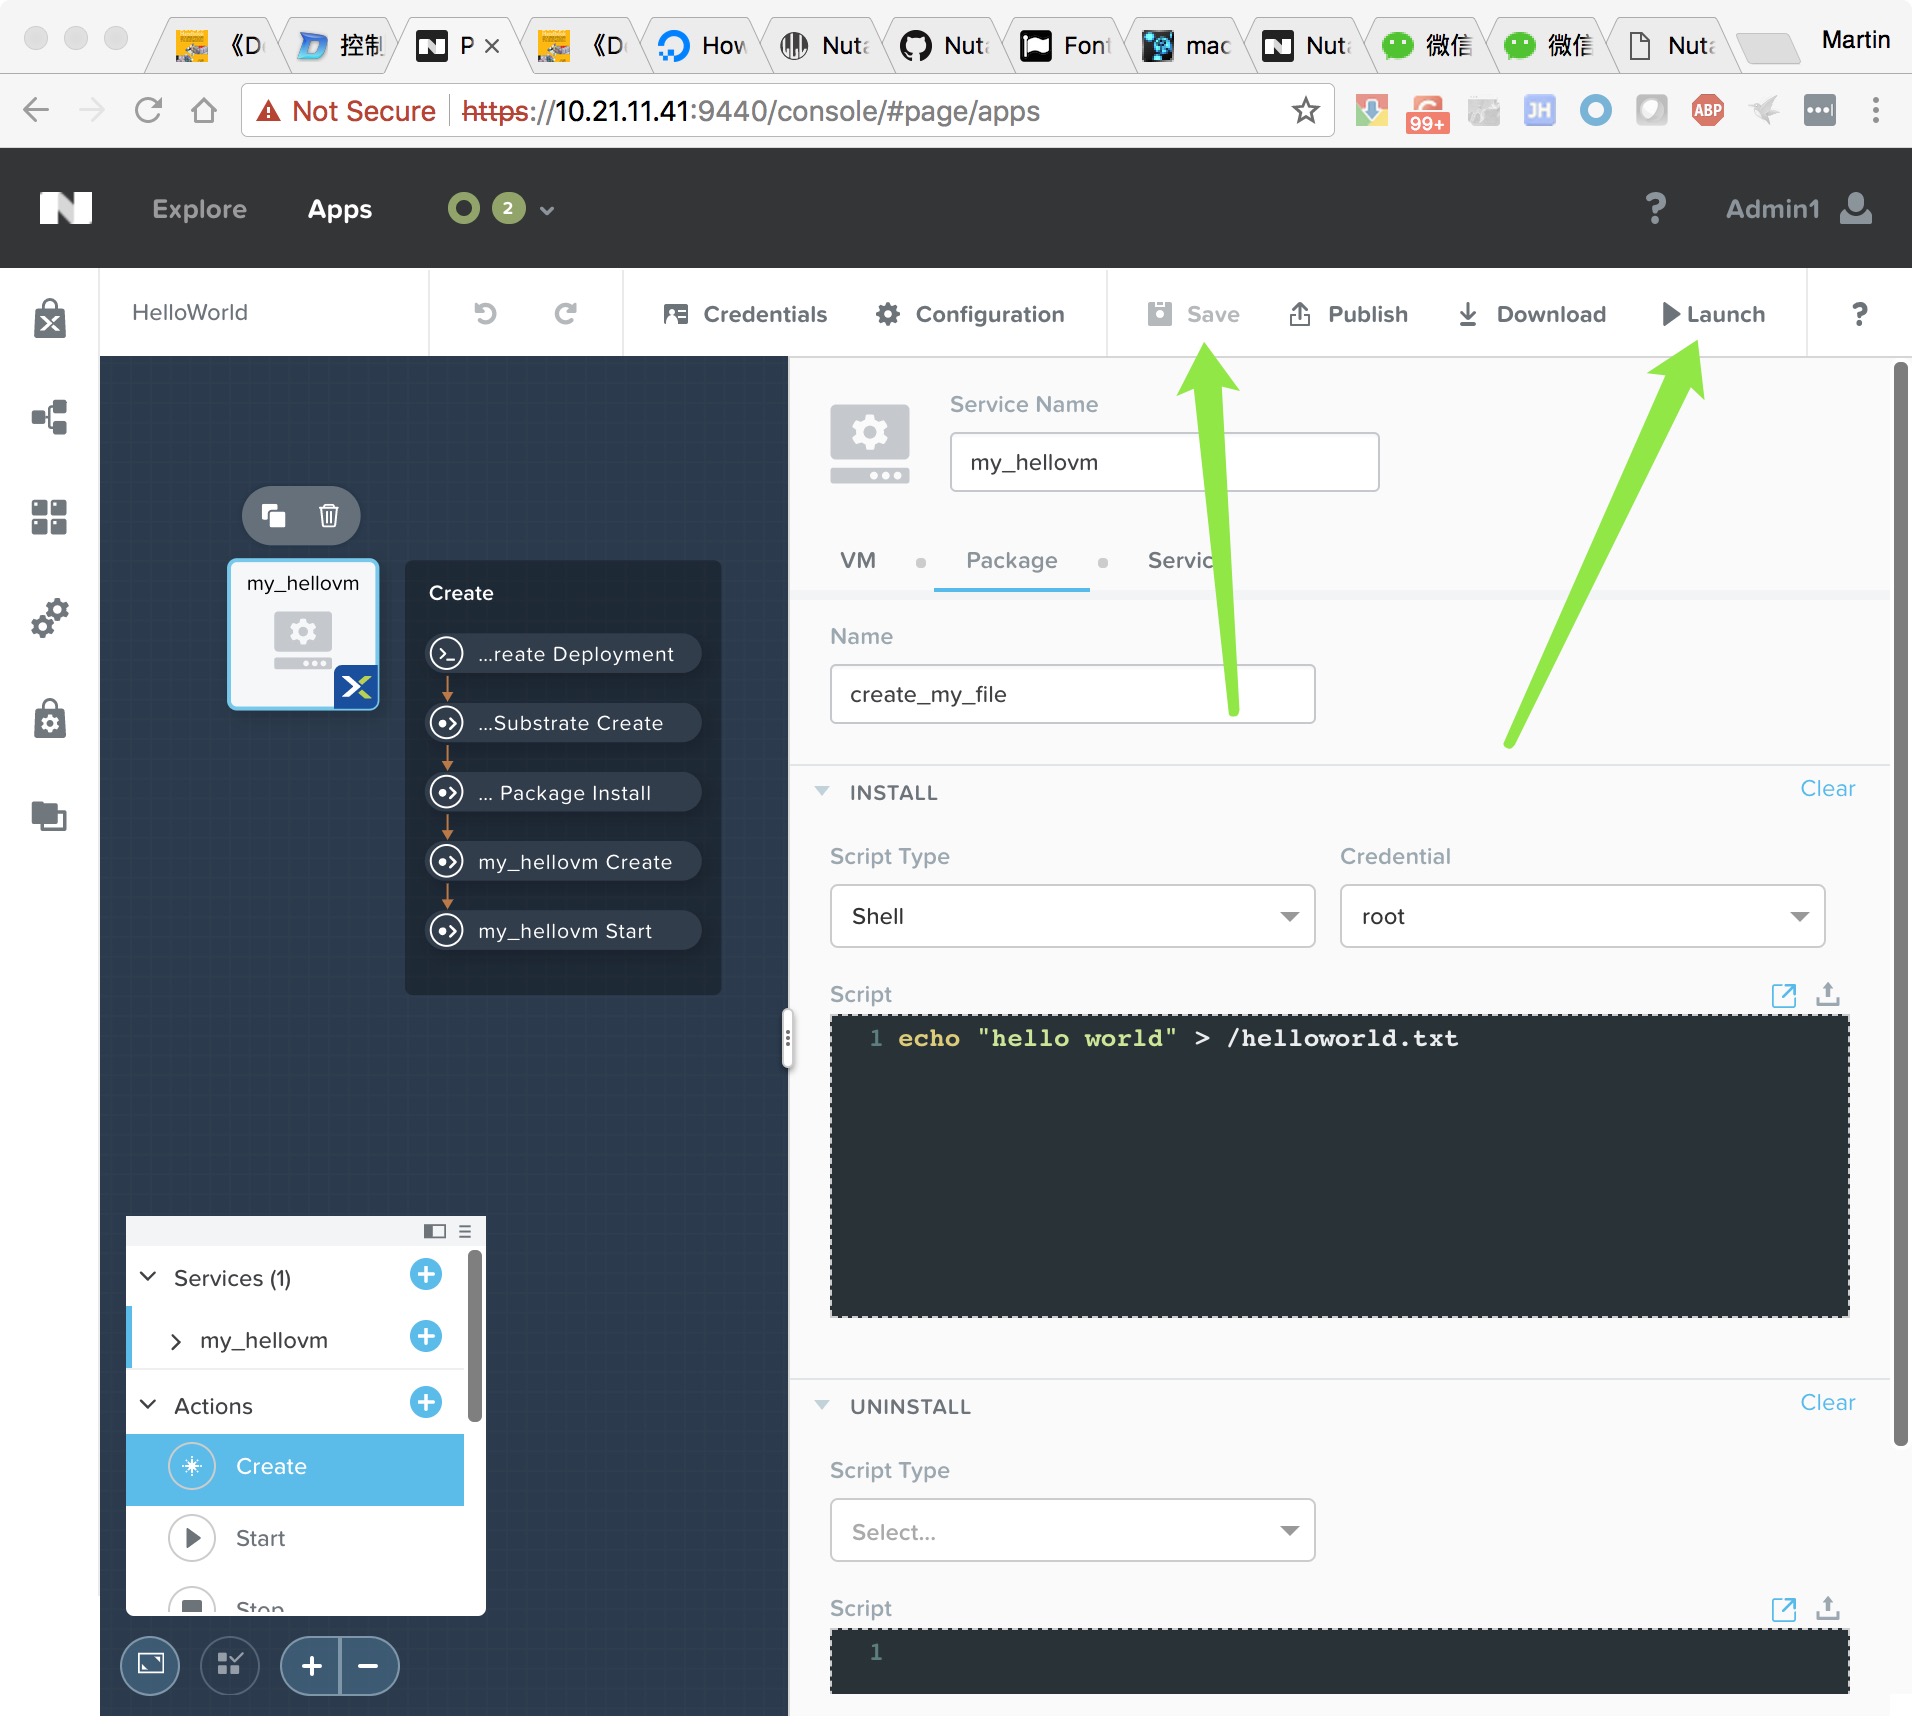 《D
控制
P
《D
How
Nuta
Nuta
Font
mac
Nuta
微信
微信
Nuta
Martin
Not Secure https://10.21.11.41:9440/console/#page/apps
99+
JH
ABP
Explore Apps 2 ? Admin1
HelloWorld Credentials Configuration Save Publish Download Launch ?
Service Name
my_hellovm
VM Package Servic
Name
create_my_file
my_hellovm
Create
...reate Deployment
...Substrate Create
... Package Install
my_hellovm Create
my_hellovm Start
INSTALL Clear
Script Type Credential
Shell root
Script
1 echo "hello world" > /helloworld.txt
Services (1)
my_hellovm
Actions
Create
Start
Stop
UNINSTALL Clear
Script Type
Select...
Script
1